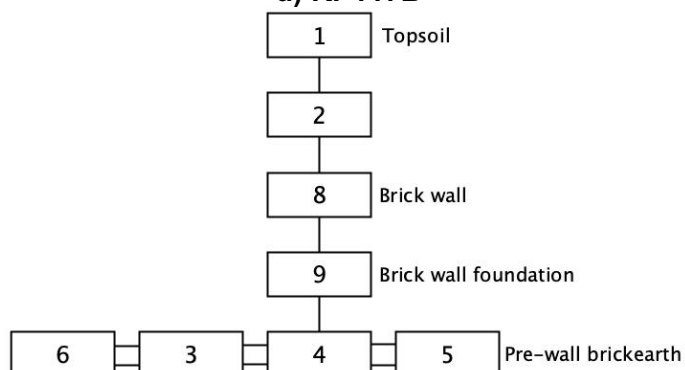 1 Topsoil
2
8 Brick wall
9 Brick wall foundation
6 3 4 5 Pre-wall brickearth